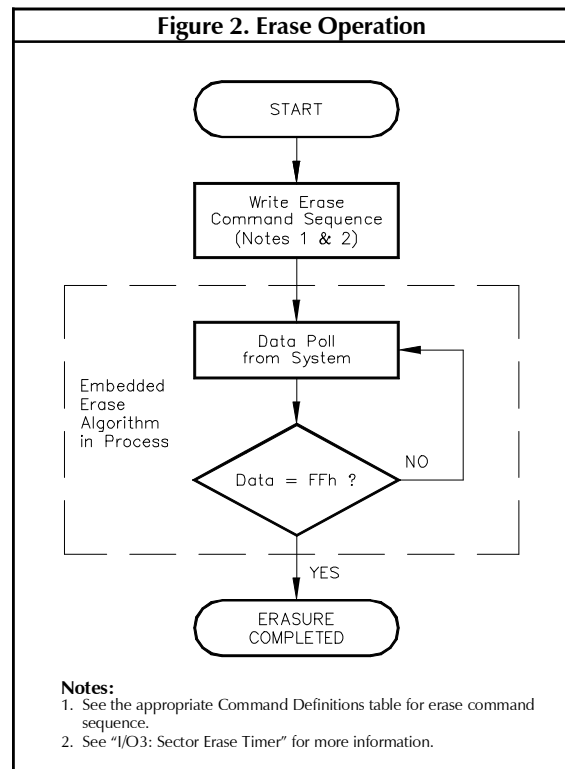 Figure 2. Erase Operation
START
Write Erase
Command Sequence
(Notes 1 & 2)
Data Poll
from System
Embedded
Erase
Algorithm
in Process
Data = FFh ?
NO
YES
ERASURE
COMPLETED
Notes:
1. See the appropriate Command Definitions table for erase command
sequence.
2. See “I/O3: Sector Erase Timer” for more information.